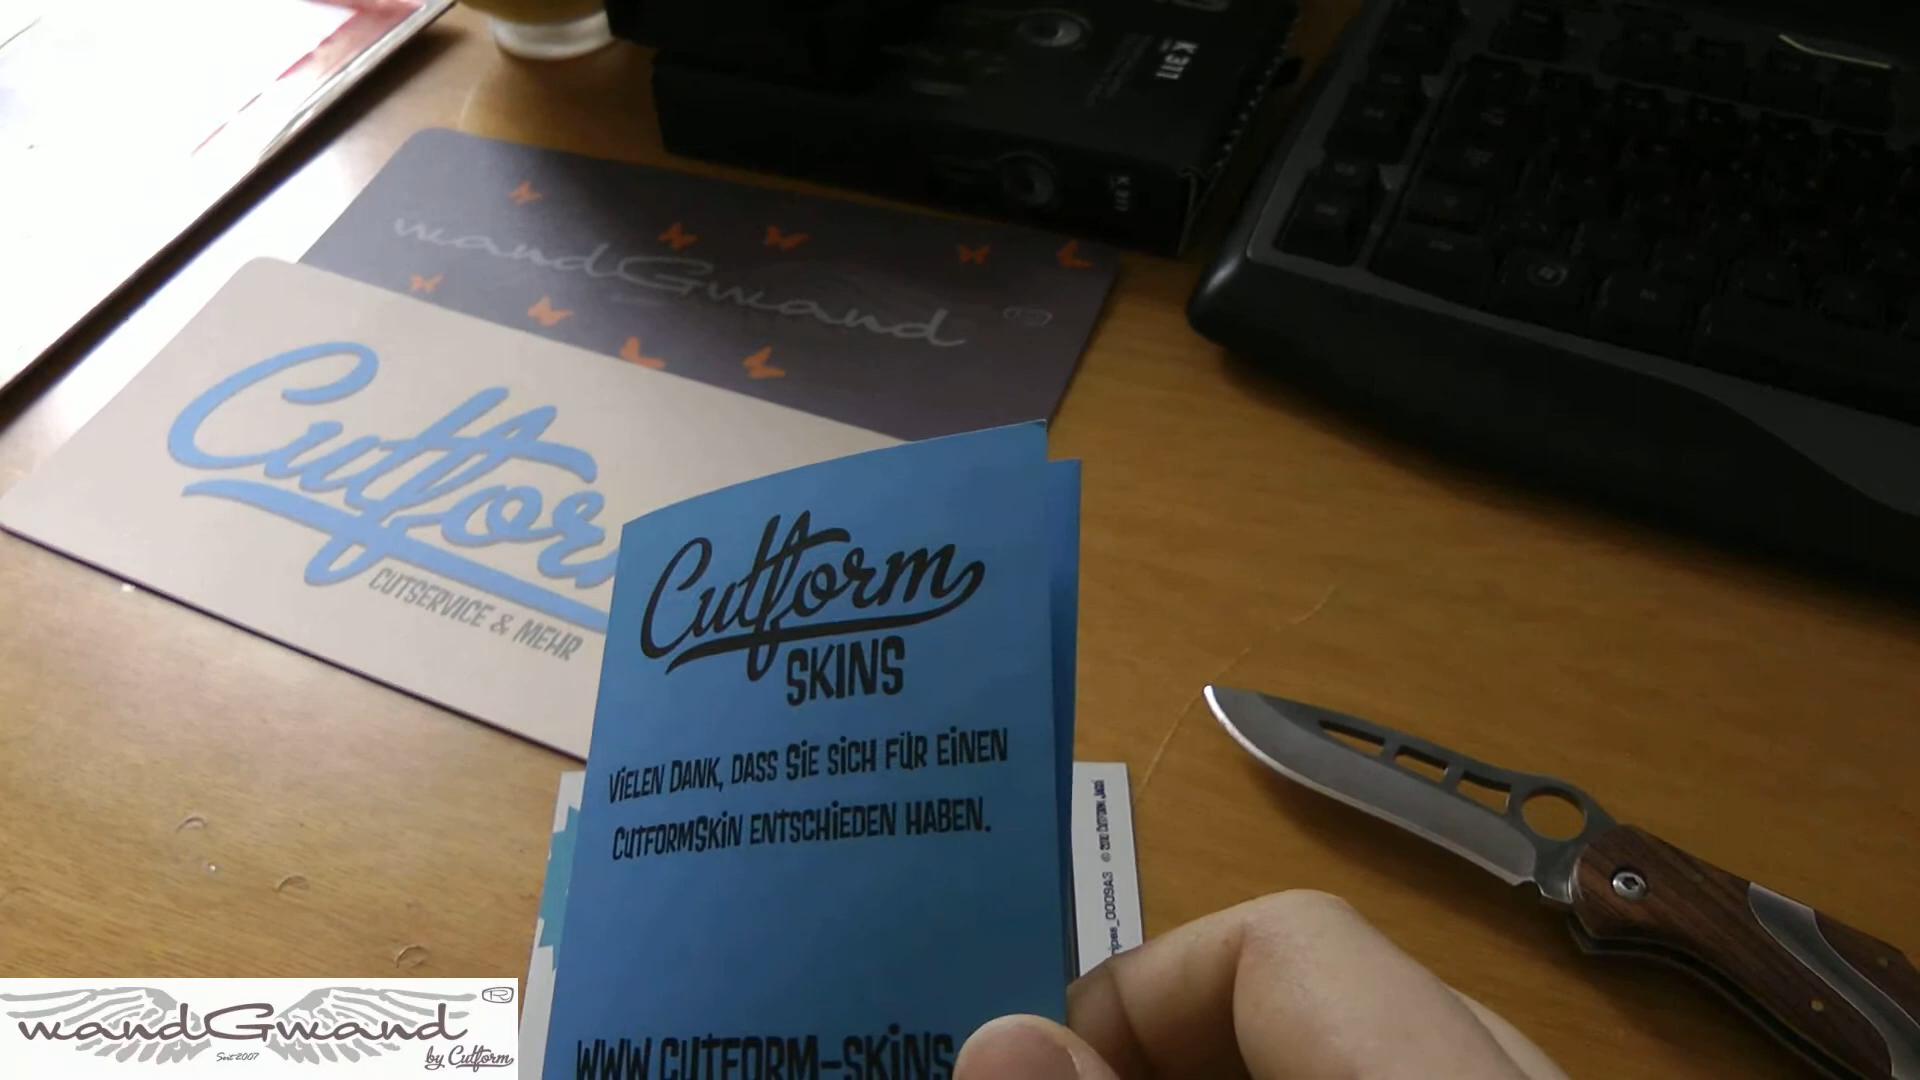 wandGwand
Cutform
CUTSERVICE & MEHR
Cutform
SKINS
VIELEN DANK, DASS SIE SICH FÜR EINEN
CUTFORMSKIN ENTSCHIEDEN HABEN.
WWW.CUTFORM-SKINS
wandGwand
Seit 2007
by Cutform